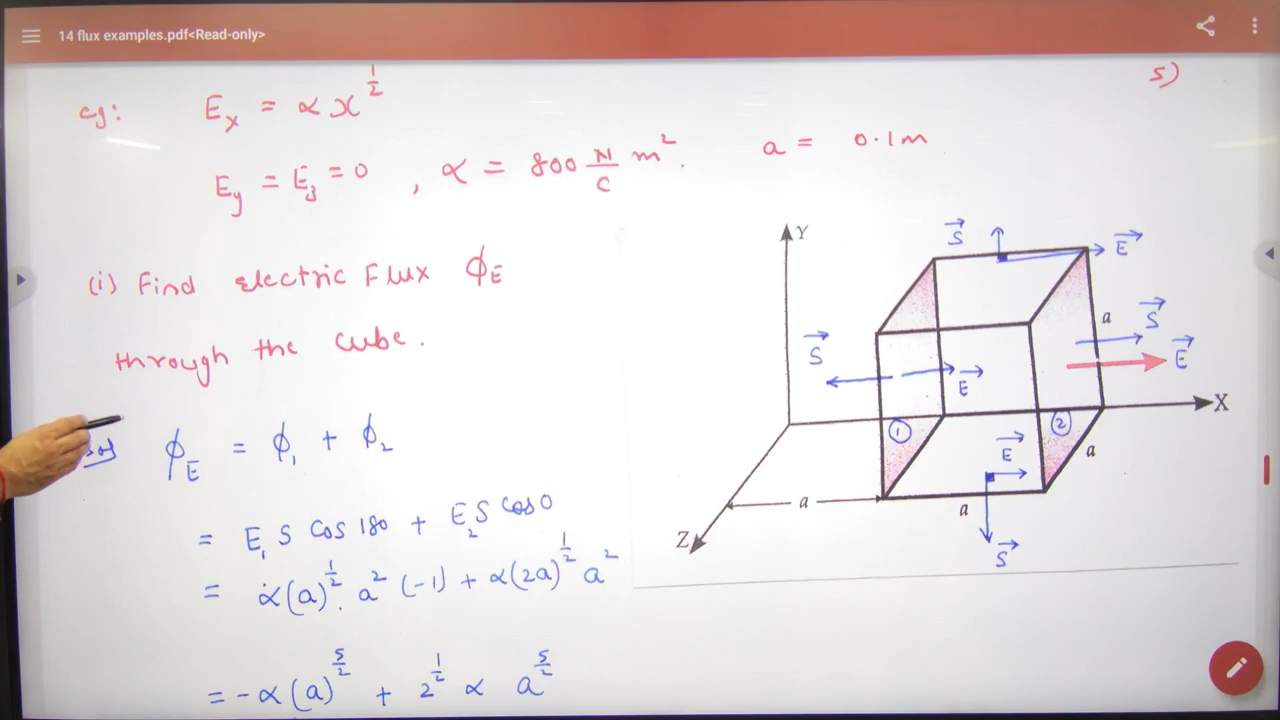 14 flux examples.pdf<Read-only>
5)
eg: Eₓ = α x^(1/2)
E_y = E_z = 0 , α = 800 N/C m². a = 0.1m
(i) Find electric Flux ϕ_E
through the cube.
ϕ_E = ϕ₁ + ϕ₂
= E₁ S Cos 180 + E₂ S Cos 0
= α(a)^(1/2) . a² (-1) + α(2a)^(1/2) a²
= -α(a)^(5/2) + 2^(1/2) α a^(5/2)
Y
S⃗
E⃗
a
S⃗
S⃗
E⃗
E⃗
X
①
②
E⃗
a
a
a
Z
S⃗